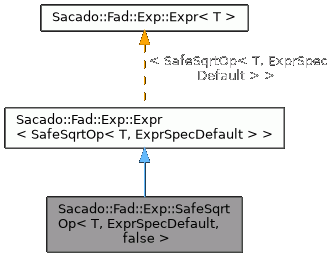 Sacado::Fad::Exp::Expr< T >
< SafeSqrtOp< T, ExprSpec
Default > >
Sacado::Fad::Exp::Expr
< SafeSqrtOp< T, ExprSpecDefault > >
Sacado::Fad::Exp::SafeSqrt
Op< T, ExprSpecDefault,
false >